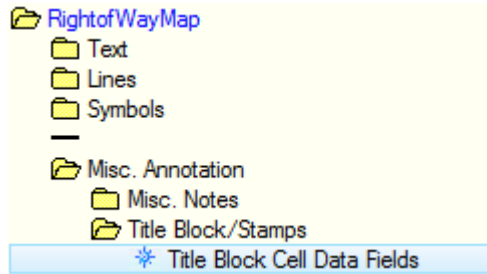 RightofWayMap
Text
Lines
Symbols
Misc. Annotation
Misc. Notes
Title Block/Stamps
Title Block Cell Data Fields